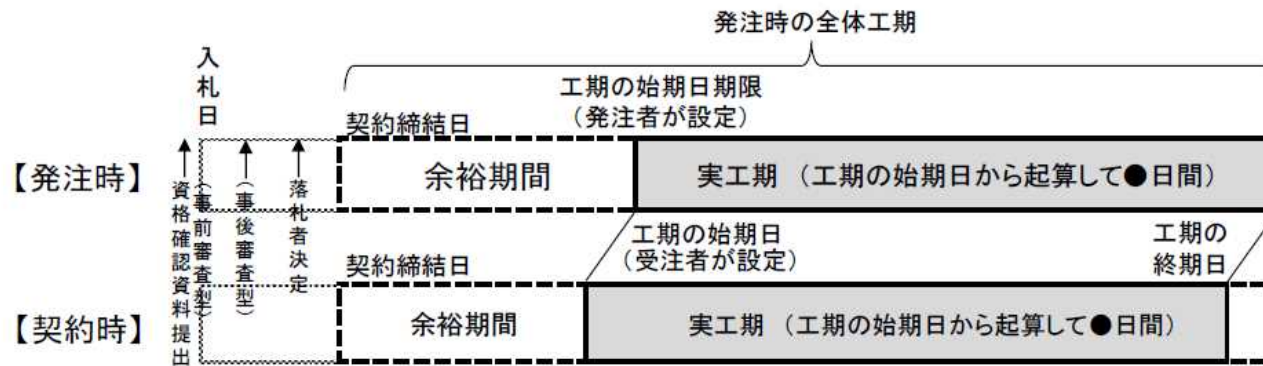 発注時の全体工期
入札日
工期の始期日期限
(発注者が設定)
契約締結日
【発注時】
余裕期間
実工期 (工期の始期日から起算して●日間)
資格確認資料提出
(事前審査型)
(事後審査型)
落札者決定
工期の始期日
(受注者が設定)
工期の
終期日
契約締結日
【契約時】
余裕期間
実工期 (工期の始期日から起算して●日間)